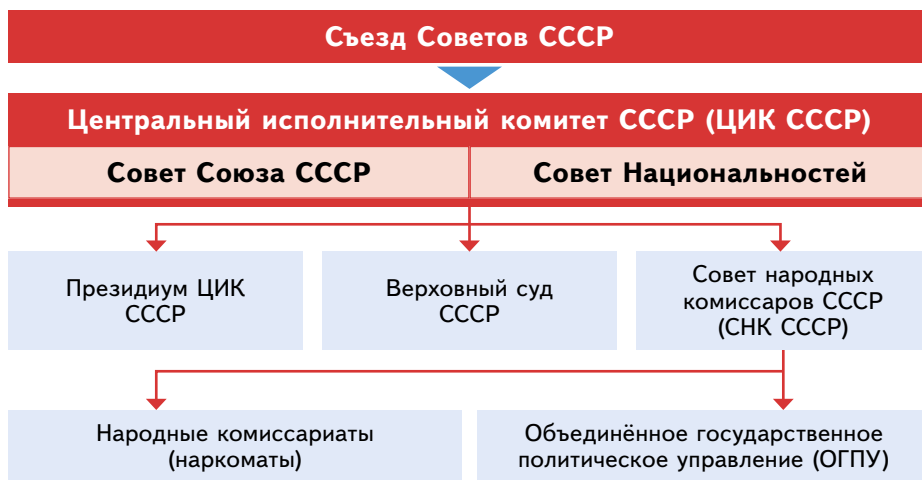 Съезд Советов СССР
Центральный исполнительный комитет СССР (ЦИК СССР)
Совет Союза СССР
Совет Национальностей
Президиум ЦИК
СССР
Верховный суд
СССР
Совет народных
комиссаров СССР
(СНК СССР)
Народные комиссариаты
(наркоматы)
Объединённое государственное
политическое управление (ОГПУ)